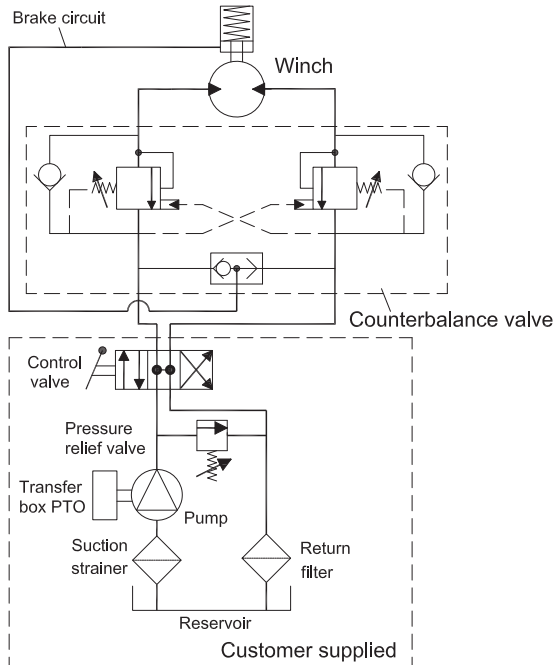 Brake circuit
Winch
Counterbalance valve
Control
valve
Pressure
relief valve
Transfer
box PTO
Pump
Suction
strainer
Return
filter
Reservoir
Customer supplied